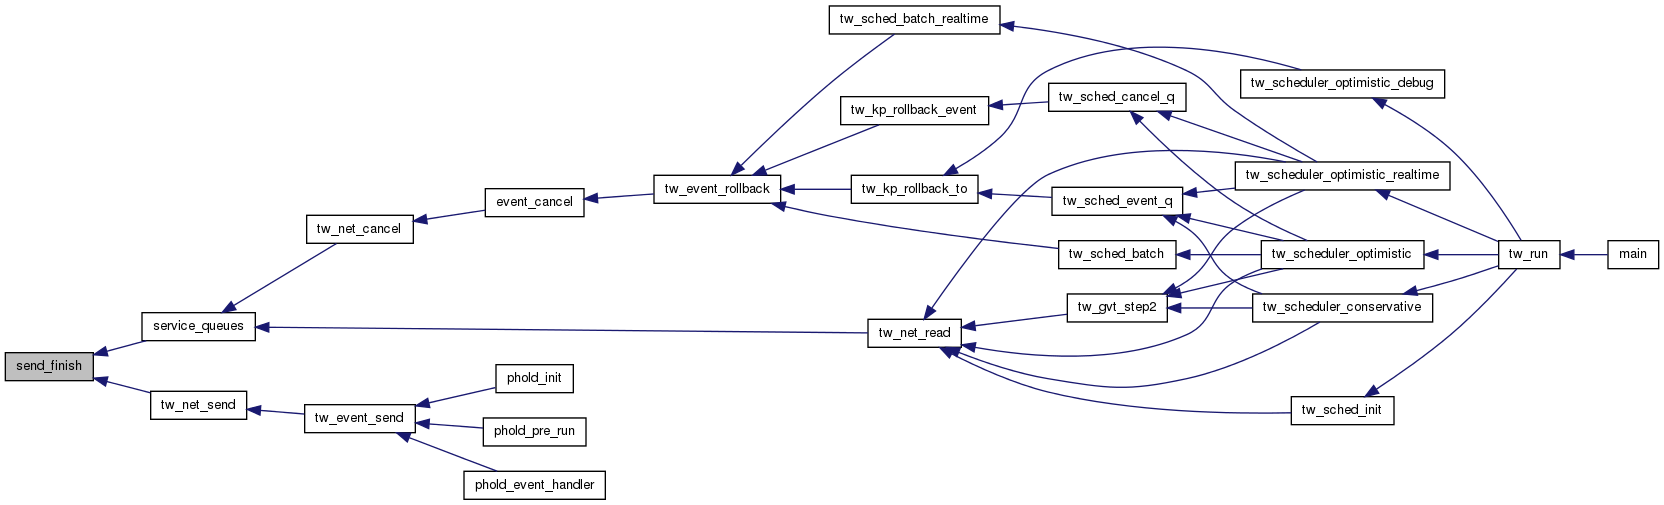 tw_sched_batch_realtime
tw_scheduler_optimistic_debug
tw_sched_cancel_q
tw_kp_rollback_event
tw_scheduler_optimistic_realtime
tw_event_rollback
tw_kp_rollback_to
event_cancel
tw_sched_event_q
tw_net_cancel
tw_sched_batch
tw_scheduler_optimistic
tw_run
main
tw_gvt_step2
tw_scheduler_conservative
service_queues
tw_net_read
send_finish
phold_init
tw_net_send
tw_sched_init
tw_event_send
phold_pre_run
phold_event_handler